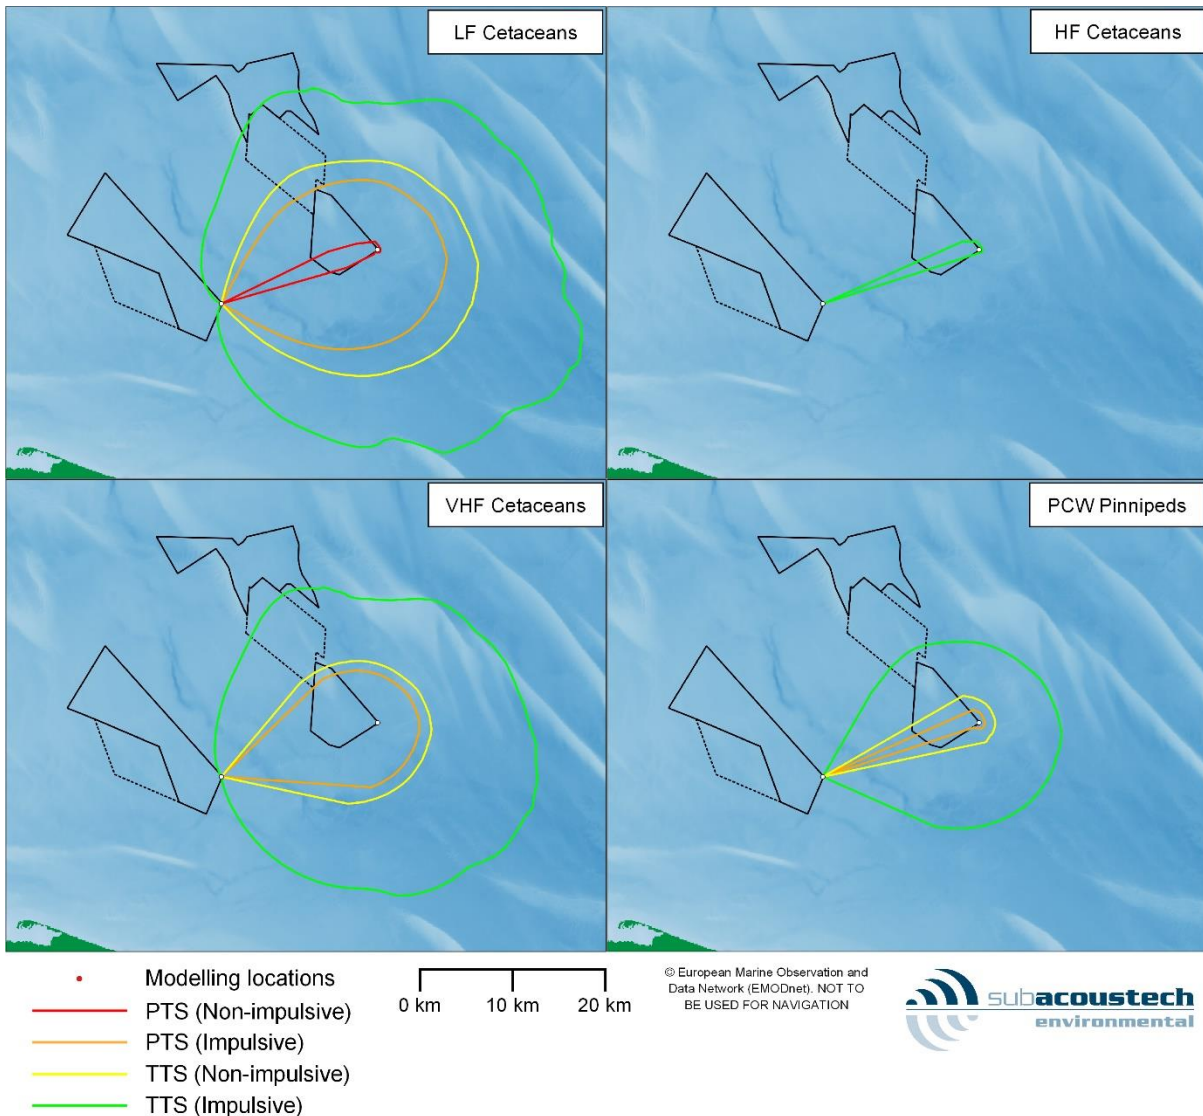 LF Cetaceans
HF Cetaceans
VHF Cetaceans
PCW Pinnipeds
Modelling locations
PTS (Non-impulsive)
PTS (Impulsive)
TTS (Non-impulsive)
TTS (Impulsive)
0 km 10 km 20 km
© European Marine Observation and
Data Network (EMODnet). NOT TO
BE USED FOR NAVIGATION
subacoustech
environmental